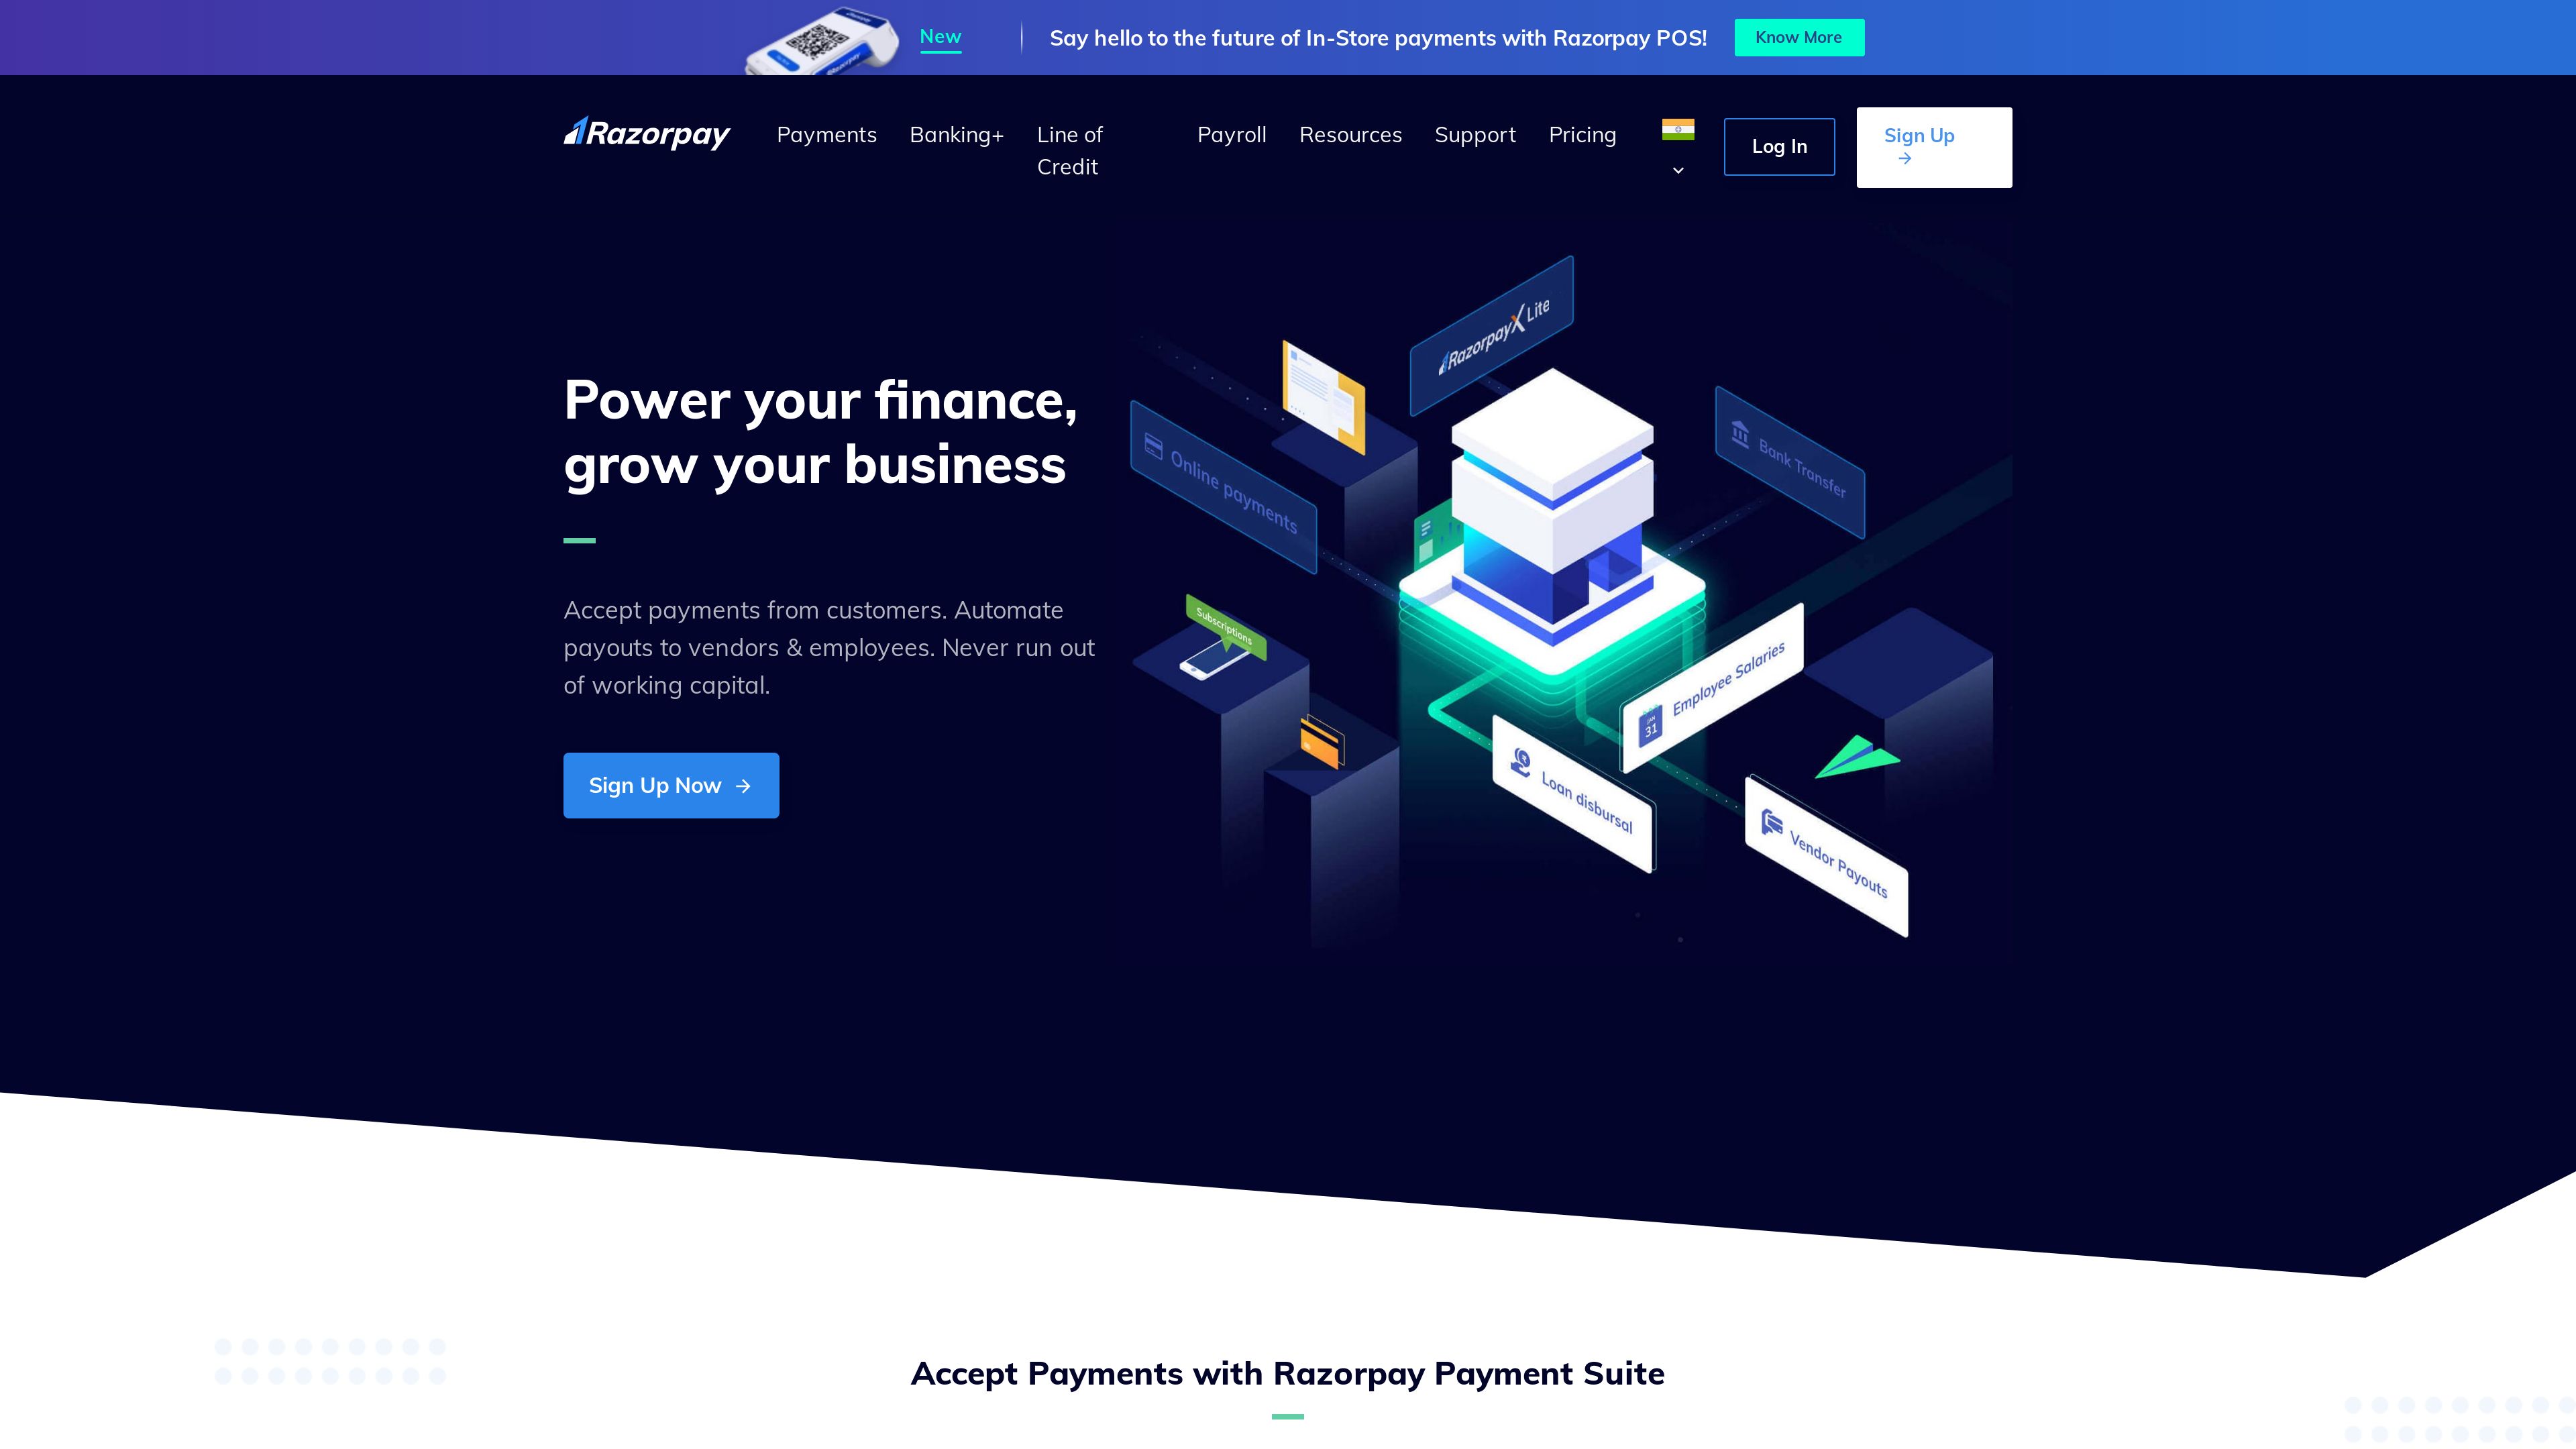 New
Say hello to the future of In-Store payments with Razorpay POS!
Know More
Razorpay
Payments
Banking+
Line of
Credit
Payroll
Resources
Support
Pricing
Log In
Sign Up
Power your finance,
grow your business
Accept payments from customers. Automate
payouts to vendors & employees. Never run out
of working capital.
Sign Up Now
RazorpayX Lite
Online payments
Bank Transfer
Subscriptions
Employee Salaries
JAN
31
Loan disbursal
Vendor Payouts
Accept Payments with Razorpay Payment Suite